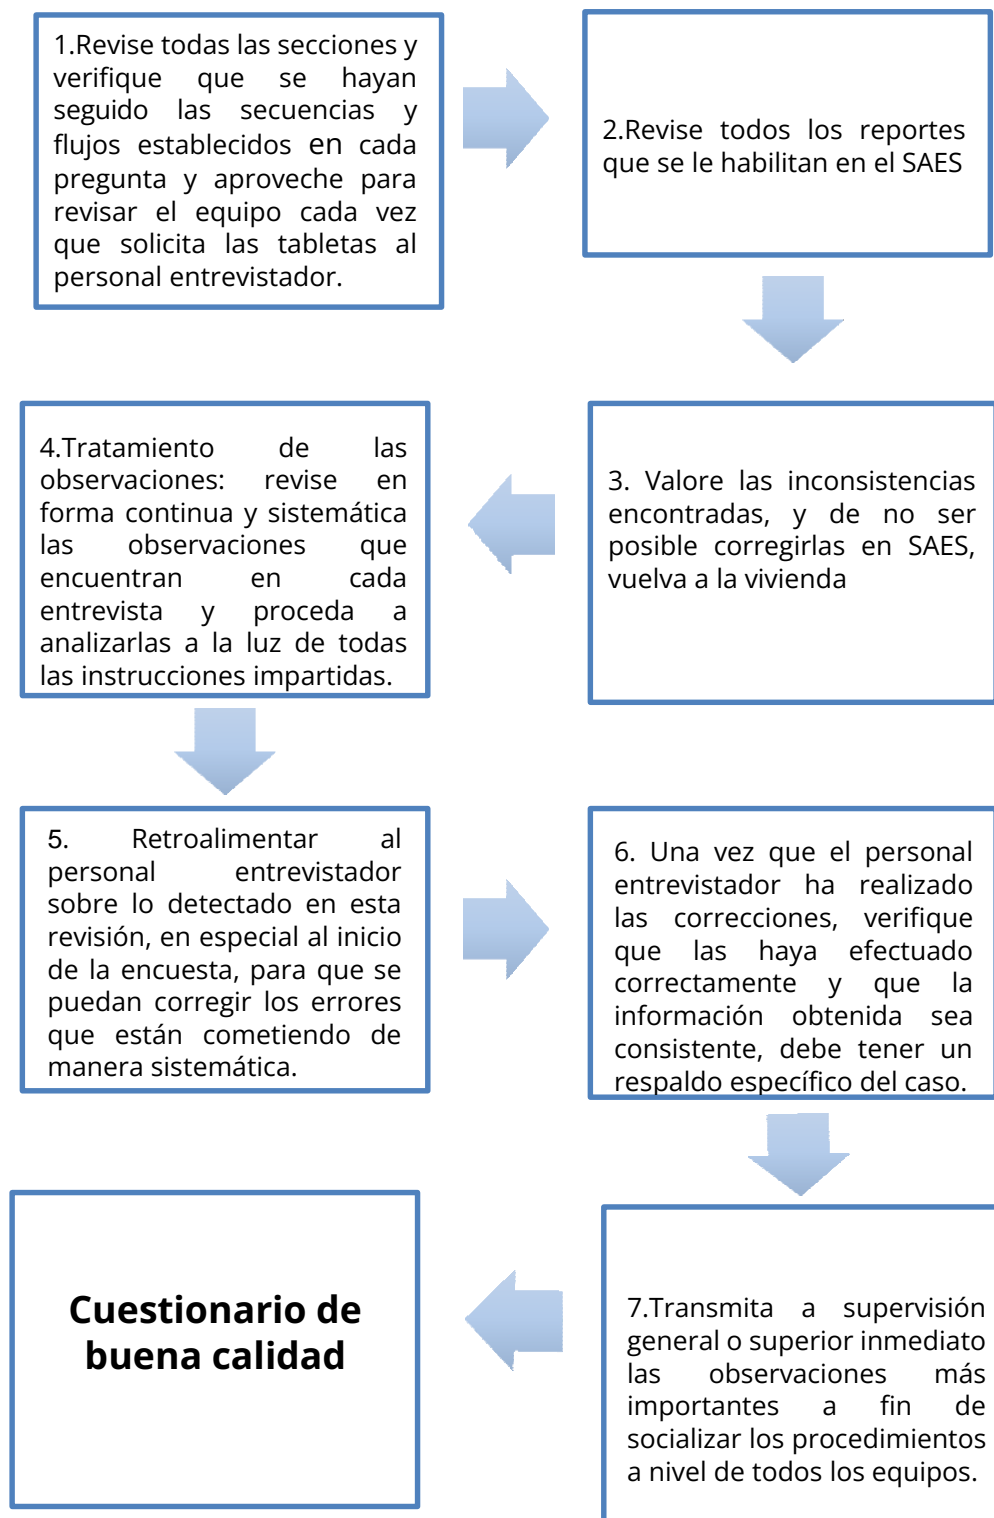 1.Revise todas las secciones y
verifique que se hayan
seguido las secuencias y
flujos establecidos en cada
pregunta y aproveche para
revisar el equipo cada vez
que solicita las tabletas al
personal entrevistador.
2.Revise todos los reportes
que se le habilitan en el SAES
3. Valore las inconsistencias
encontradas, y de no ser
posible corregirlas en SAES,
vuelva a la vivienda
4.Tratamiento de las
observaciones: revise en
forma continua y sistemática
las observaciones que
encuentran en cada
entrevista y proceda a
analizarlas a la luz de todas
las instrucciones impartidas.
5. Retroalimentar al
personal entrevistador
sobre lo detectado en esta
revisión, en especial al inicio
de la encuesta, para que se
puedan corregir los errores
que están cometiendo de
manera sistemática.
6. Una vez que el personal
entrevistador ha realizado
las correcciones, verifique
que las haya efectuado
correctamente y que la
información obtenida sea
consistente, debe tener un
respaldo específico del caso.
7.Transmita a supervisión
general o superior inmediato
las observaciones más
importantes a fin de
socializar los procedimientos
a nivel de todos los equipos.
Cuestionario de
buena calidad